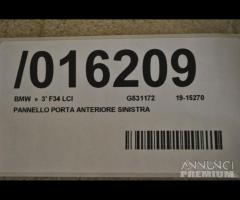 /016209
BMW » 3' F34 LCI G831172 19-15270
PANNELLO PORTA ANTERIORE SINISTRA
ANNUNCI
PREMIUM